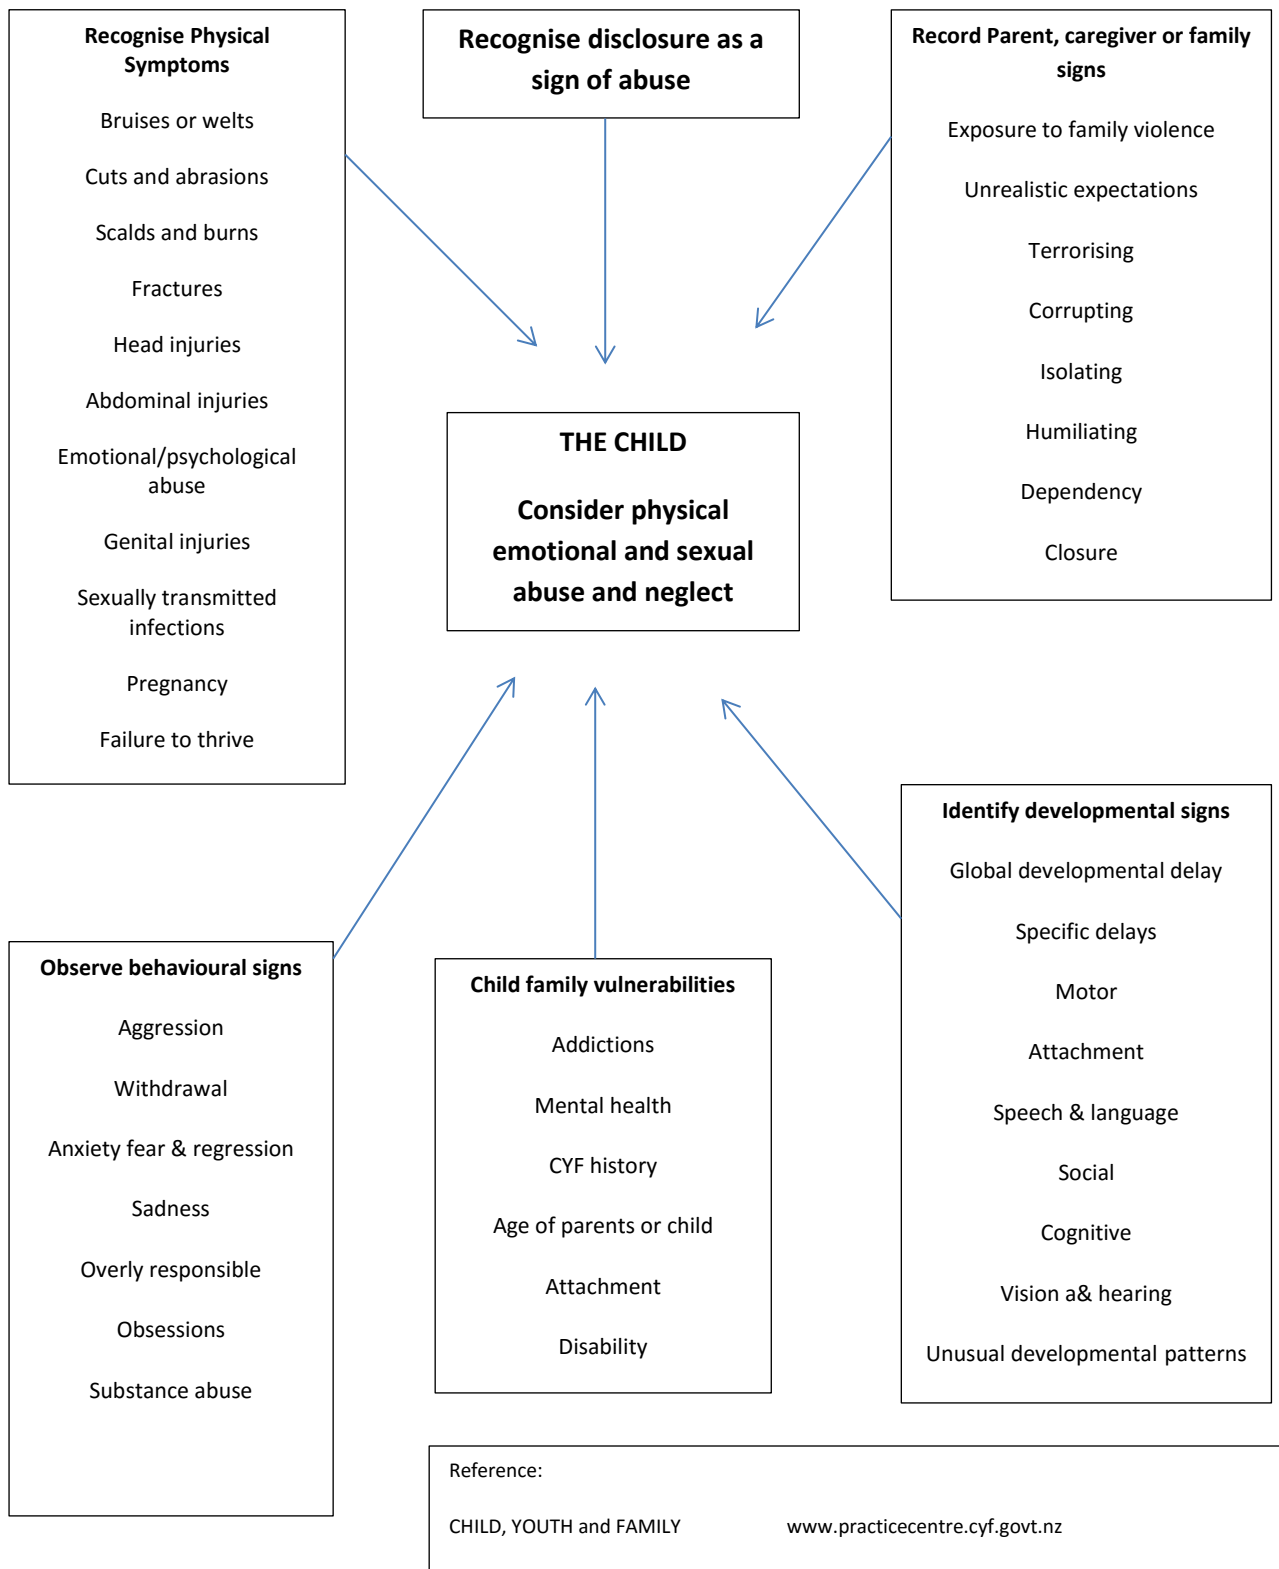 Recognise Physical
Symptoms
Bruises or welts
Cuts and abrasions
Scalds and burns
Fractures
Head injuries
Abdominal injuries
Emotional/psychological
abuse
Genital injuries
Sexually transmitted
infections
Pregnancy
Failure to thrive
Recognise disclosure as a
sign of abuse
Record Parent, caregiver or family
signs
Exposure to family violence
Unrealistic expectations
Terrorising
Corrupting
Isolating
Humiliating
Dependency
Closure
THE CHILD
Consider physical
emotional and sexual
abuse and neglect
Observe behavioural signs
Aggression
Withdrawal
Anxiety fear & regression
Sadness
Overly responsible
Obsessions
Substance abuse
Child family vulnerabilities
Addictions
Mental health
CYF history
Age of parents or child
Attachment
Disability
Identify developmental signs
Global developmental delay
Specific delays
Motor
Attachment
Speech & language
Social
Cognitive
Vision a& hearing
Unusual developmental patterns
Reference:
CHILD, YOUTH and FAMILY www.practicecentre.cyf.govt.nz